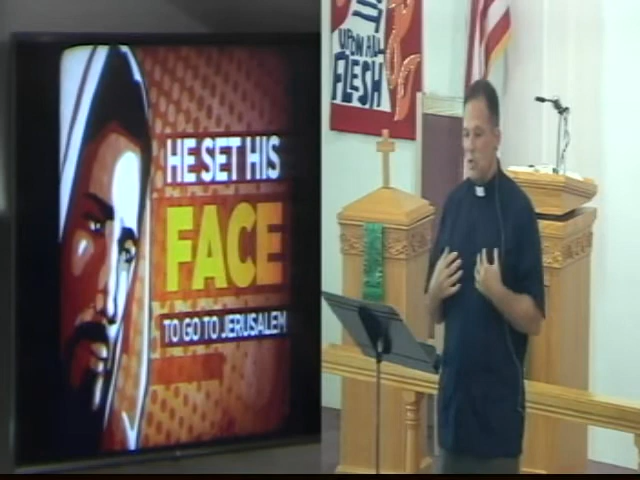 HE SET HIS
FACE
TO GO TO JERUSALEM
UPON ALL
FLESH